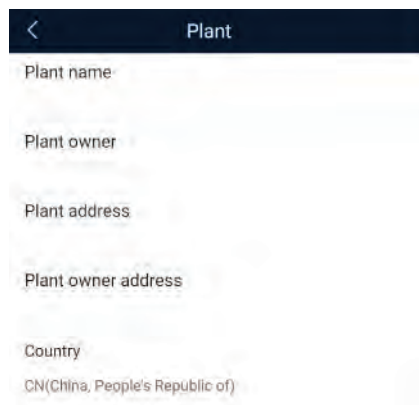 Plant
Plant name
Plant owner
Plant address
Plant owner address
Country
CN(China, People's Republic of)